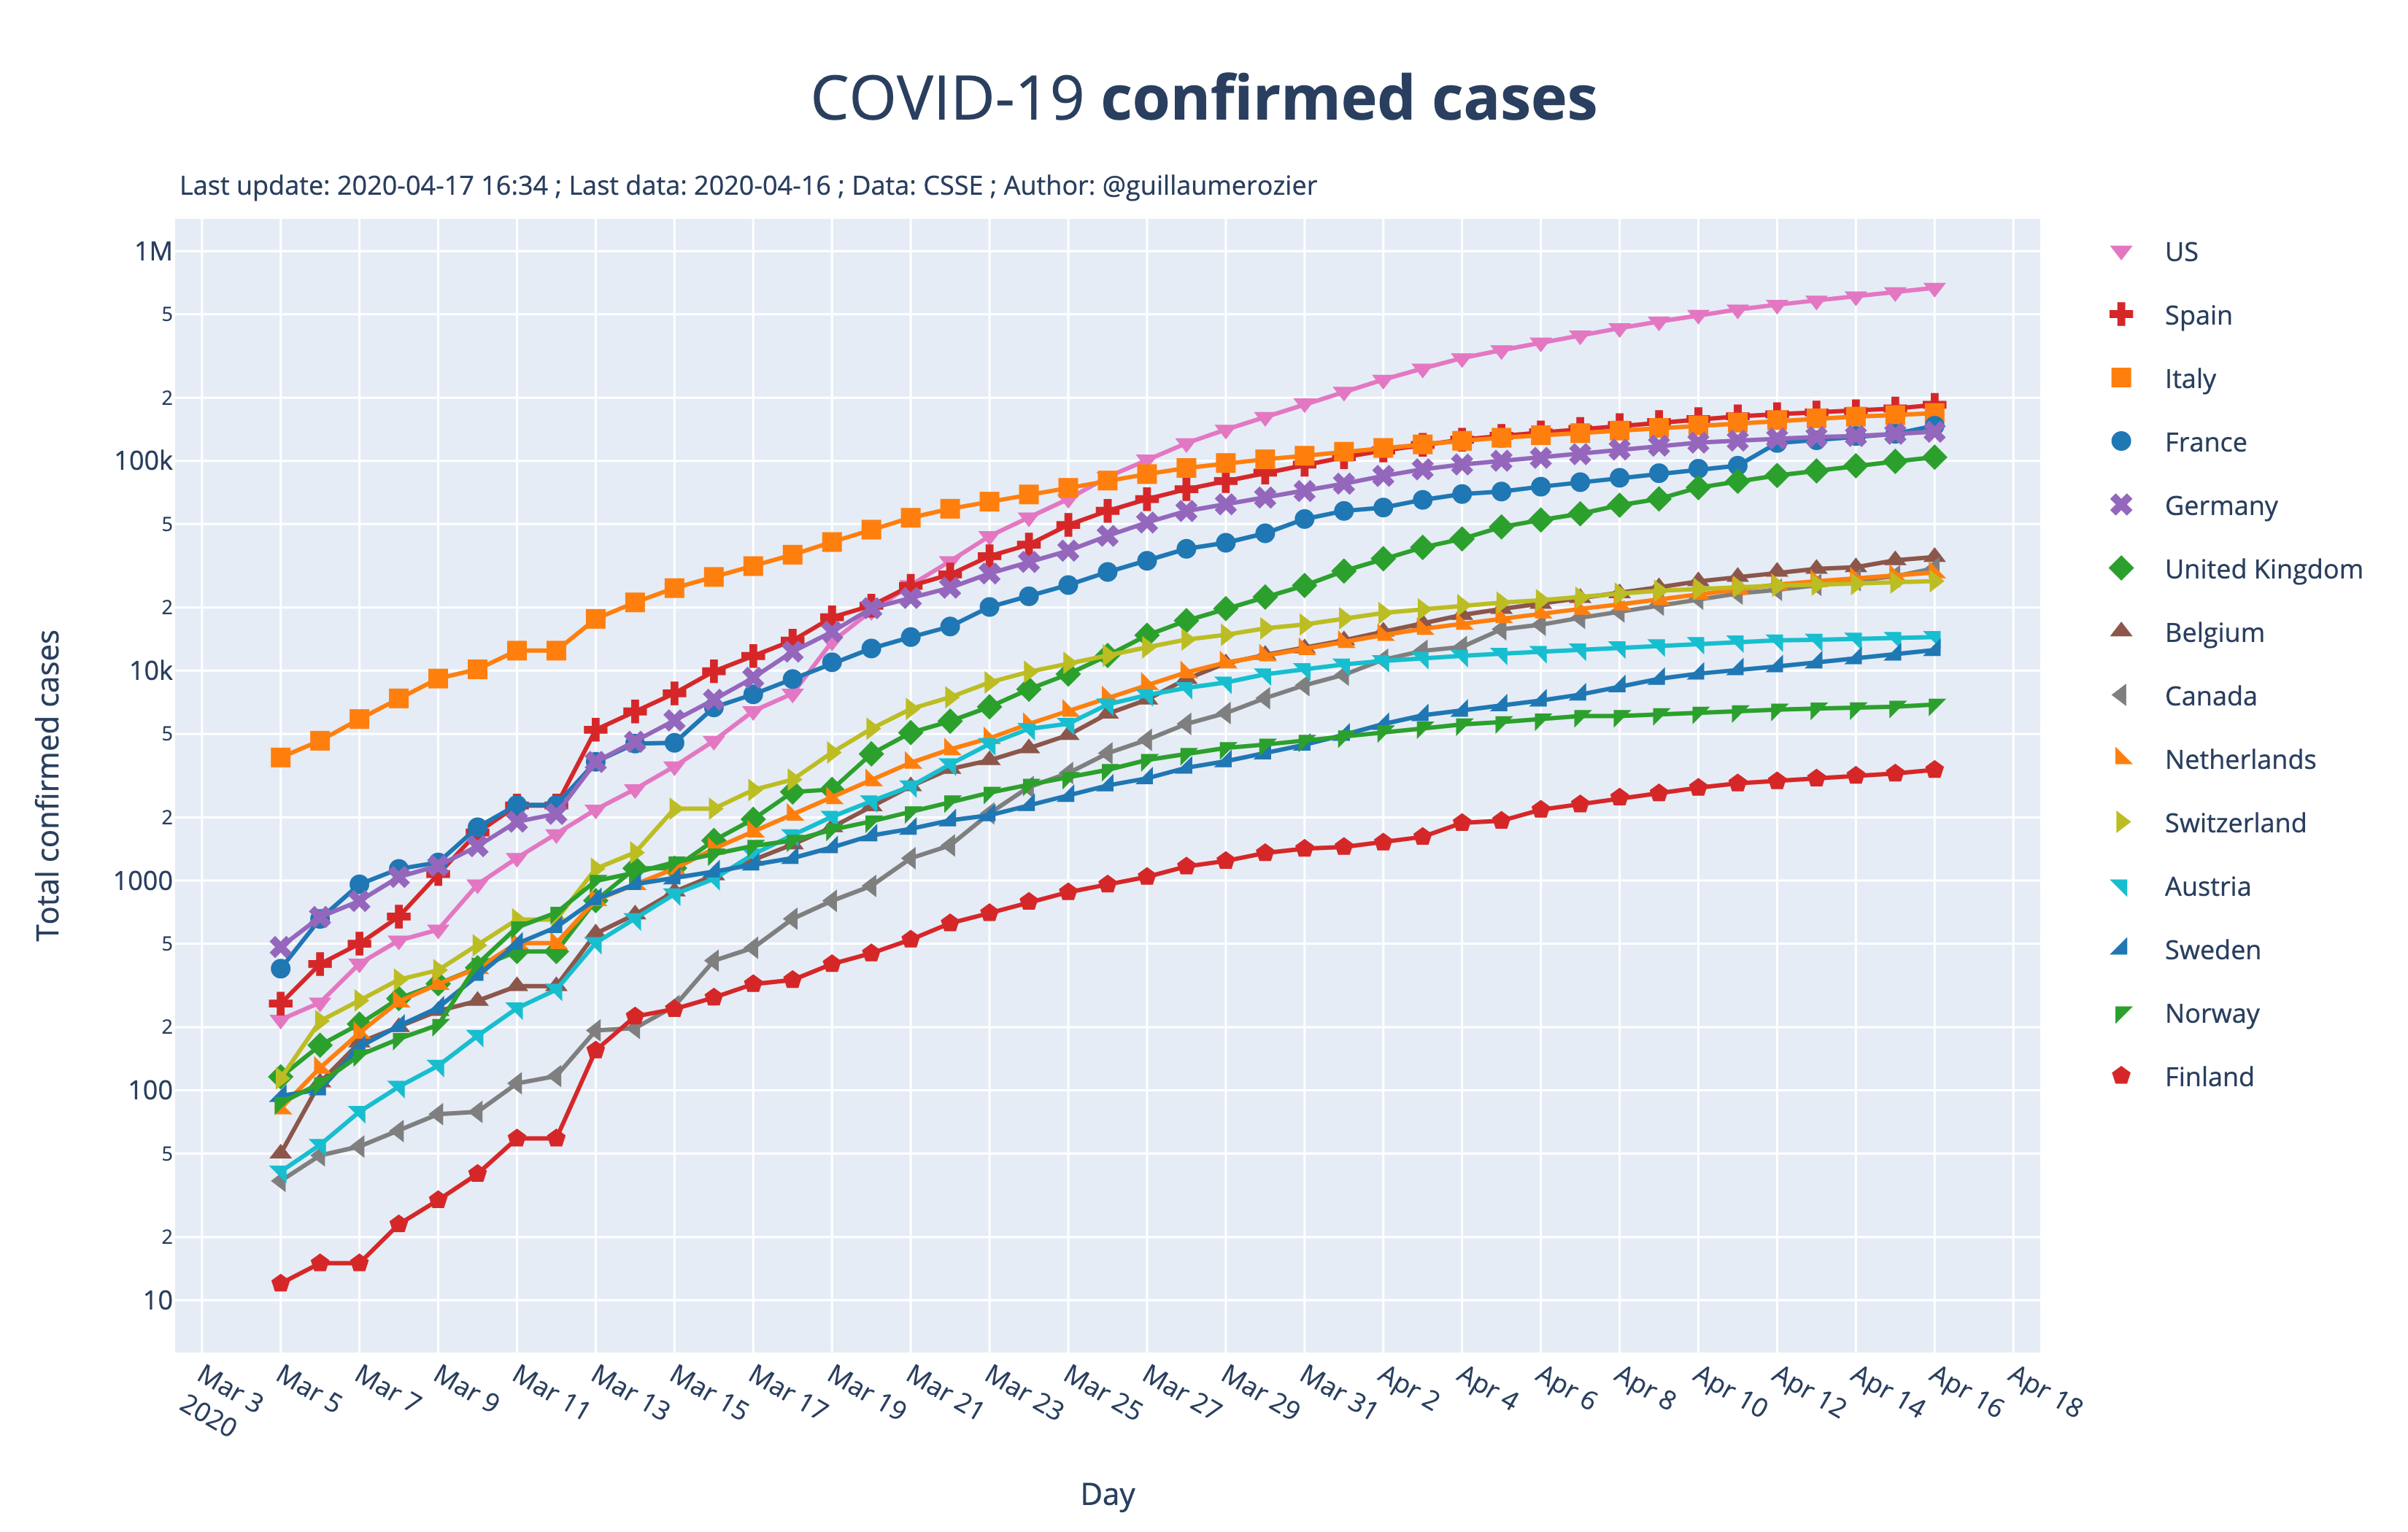 COVID-19 confirmed cases
Last update: 2020-04-17 16:34 ; Last data: 2020-04-16 ; Data: CSSE ; Author: @guillaumerozier
Total confirmed cases
1M
5
2
100k
5
2
10k
5
2
1000
5
2
100
5
2
10
Mar 3
2020
Mar 5
Mar 7
Mar 9
Mar 11
Mar 13
Mar 15
Mar 17
Mar 19
Mar 21
Mar 23
Mar 25
Mar 27
Mar 29
Mar 31
Apr 2
Apr 4
Apr 6
Apr 8
Apr 10
Apr 12
Apr 14
Apr 16
Apr 18
Day
US
Spain
Italy
France
Germany
United Kingdom
Belgium
Canada
Netherlands
Switzerland
Austria
Sweden
Norway
Finland